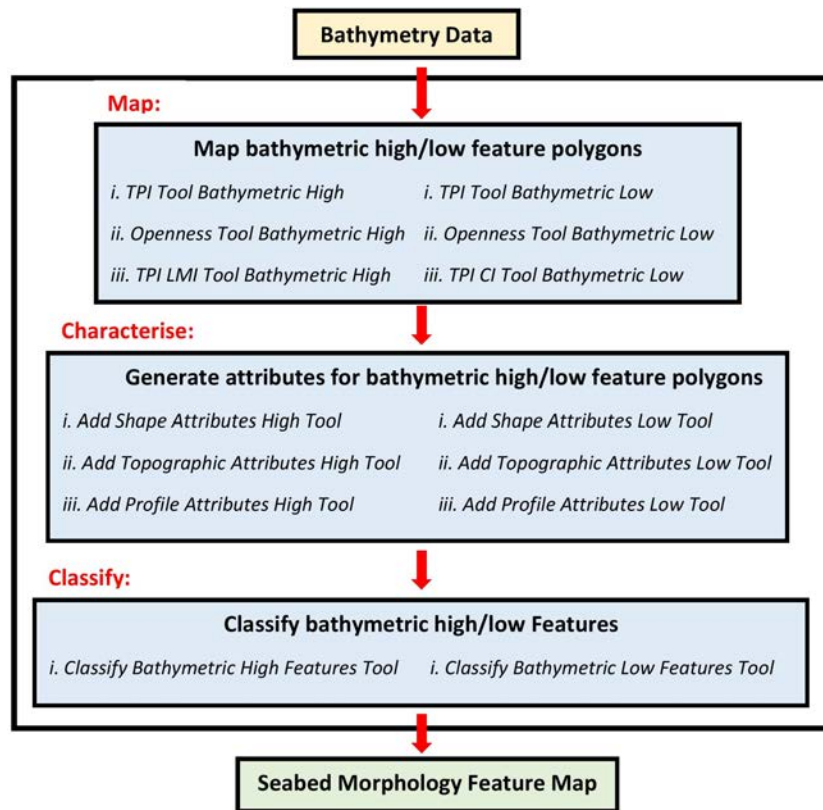 Bathymetry Data
Map:
Map bathymetric high/low feature polygons
i. TPI Tool Bathymetric High i. TPI Tool Bathymetric Low
ii. Openness Tool Bathymetric High ii. Openness Tool Bathymetric Low
iii. TPI LMI Tool Bathymetric High iii. TPI CI Tool Bathymetric Low
Characterise:
Generate attributes for bathymetric high/low feature polygons
i. Add Shape Attributes High Tool i. Add Shape Attributes Low Tool
ii. Add Topographic Attributes High Tool ii. Add Topographic Attributes Low Tool
iii. Add Profile Attributes High Tool iii. Add Profile Attributes Low Tool
Classify:
Classify bathymetric high/low Features
i. Classify Bathymetric High Features Tool i. Classify Bathymetric Low Features Tool
Seabed Morphology Feature Map